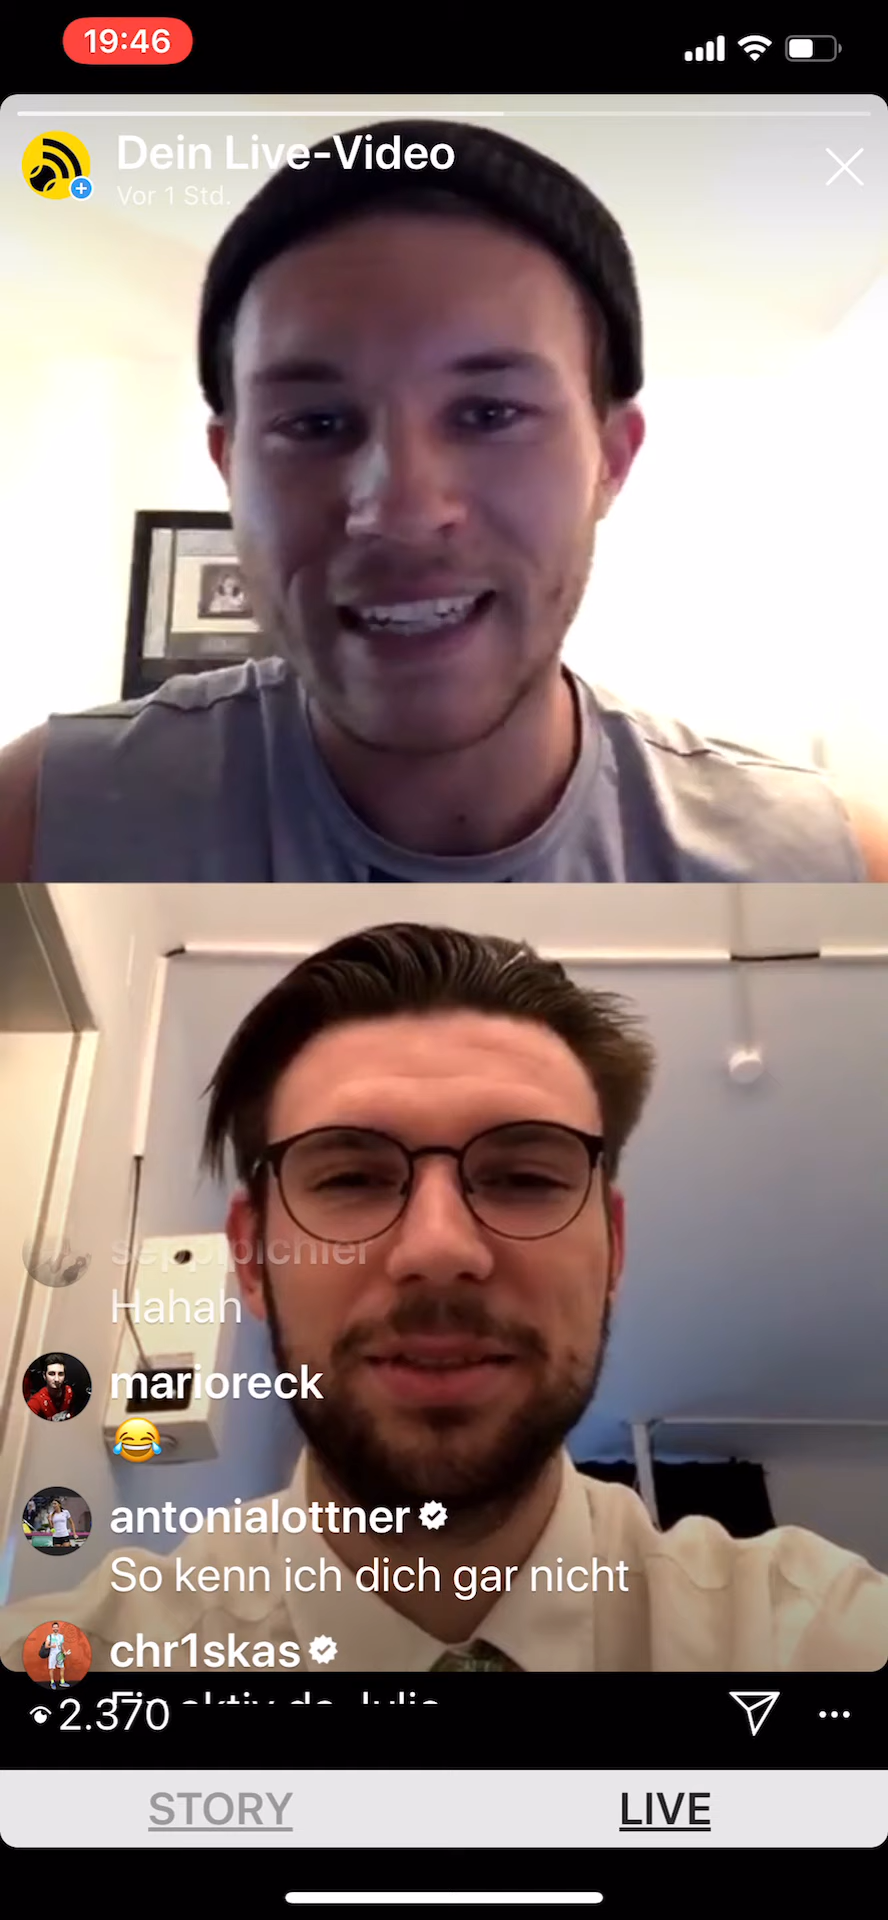 19:46
Dein Live-Video
Vor 1 Std.
seppipichler
Hahah
marioreck
😂
antonialottner
So kenn ich dich gar nicht
chr1skas
2.370
STORY
LIVE